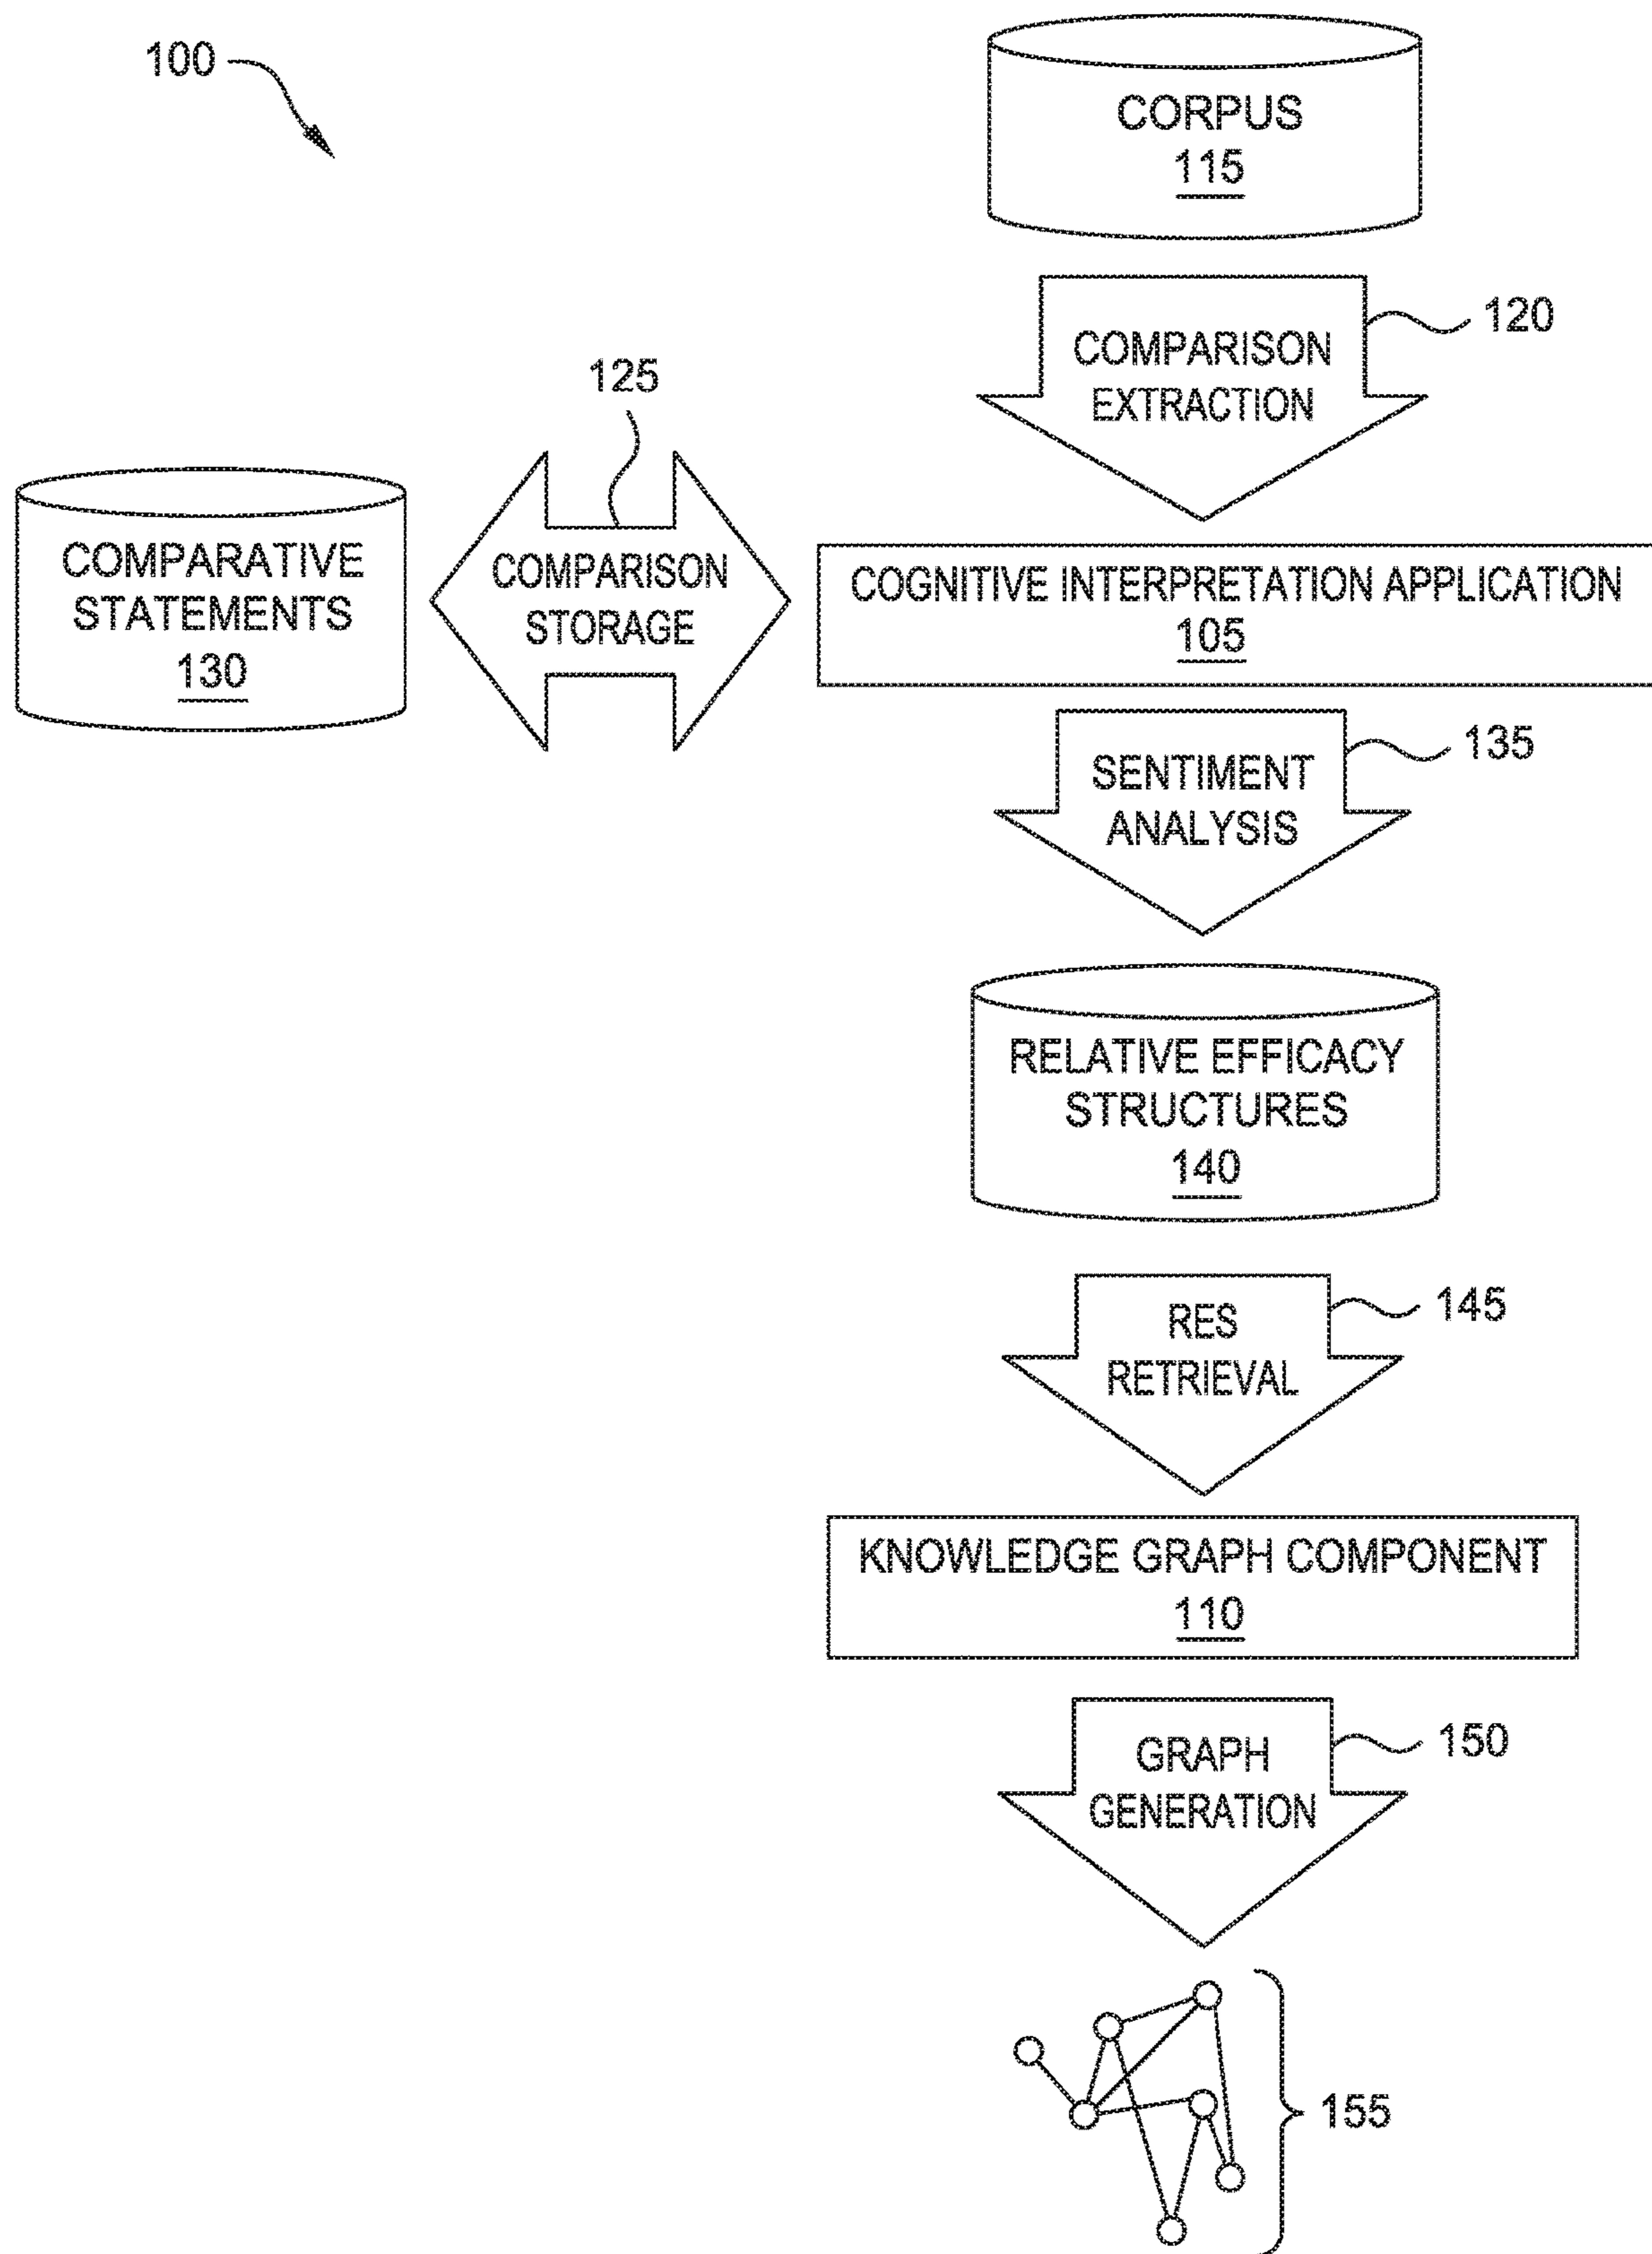 100
CORPUS
115
COMPARISON
EXTRACTION
120
125
COMPARATIVE
STATEMENTS
130
COMPARISON
STORAGE
COGNITIVE INTERPRETATION APPLICATION
105
SENTIMENT
ANALYSIS
135
RELATIVE EFFICACY
STRUCTURES
140
RES
RETRIEVAL
145
KNOWLEDGE GRAPH COMPONENT
110
GRAPH
GENERATION
150
155